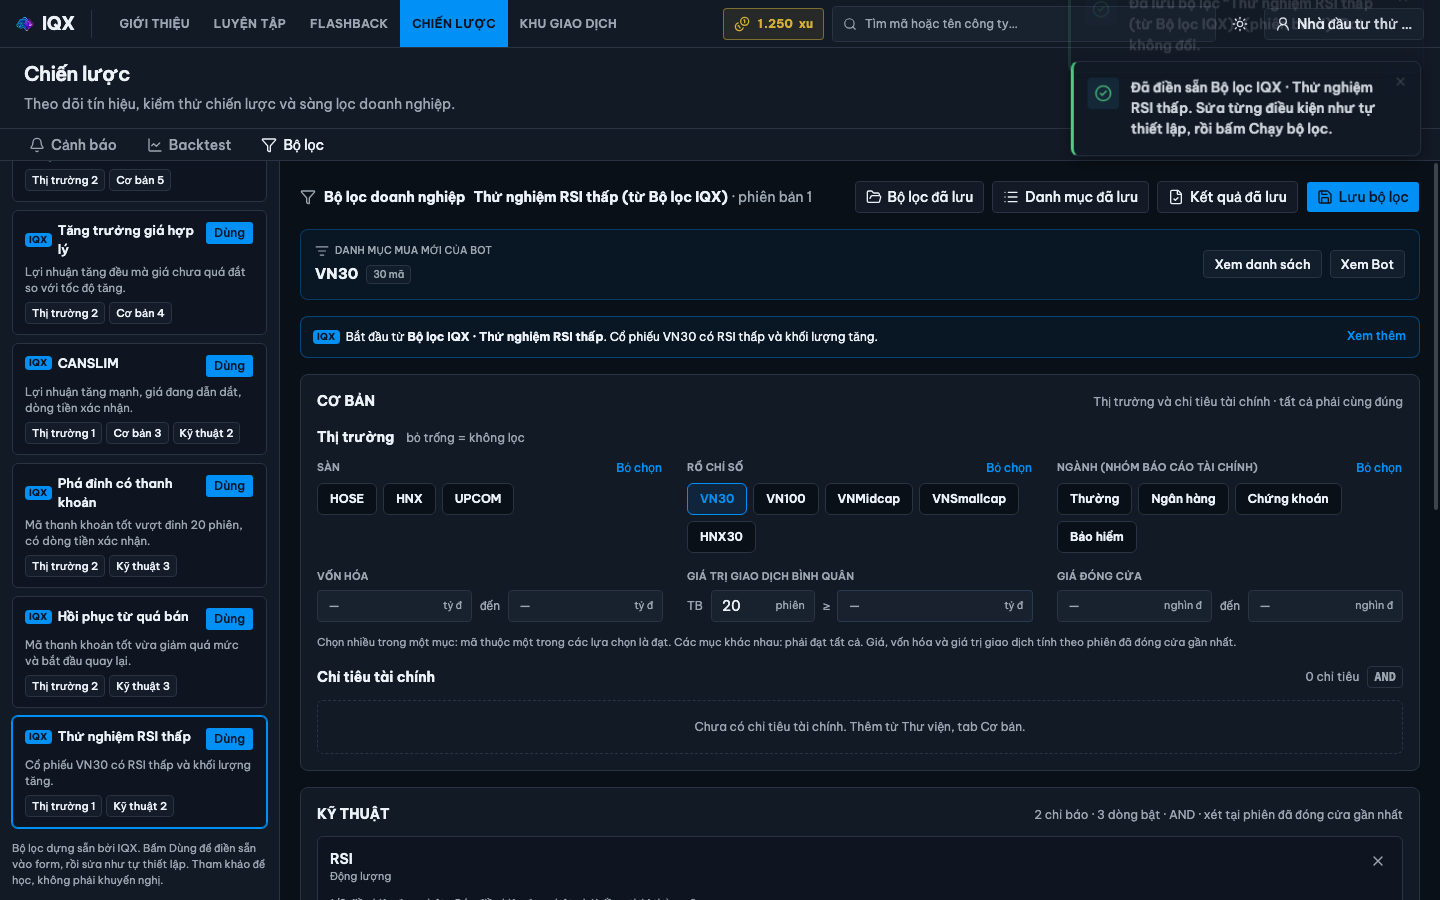 IQX
GIỚI THIỆU
LUYỆN TẬP
FLASHBACK
CHIẾN LƯỢC
KHU GIAO DỊCH
1.250 xu
Tìm mã hoặc tên công ty...
Nhà đầu tư thử ...
Đã lưu bộ lọc "Thử nghiệm RSI thấp
(từ Bộ lọc IQX)"
không đổi.
Đã điền sẵn Bộ lọc IQX · Thử nghiệm
RSI thấp. Sửa từng điều kiện như tự
thiết lập, rồi bấm Chạy bộ lọc.
Chiến lược
Theo dõi tín hiệu, kiểm thử chiến lược và sàng lọc doanh nghiệp.
Cảnh báo
Backtest
Bộ lọc
Thị trường 2
Cơ bản 5
IQX Tăng trưởng giá hợp lý
Dùng
Lợi nhuận tăng đều mà giá chưa quá đắt
so với tốc độ tăng.
Thị trường 2
Cơ bản 4
IQX CANSLIM
Dùng
Lợi nhuận tăng mạnh, giá đang dẫn dắt,
dòng tiền xác nhận.
Thị trường 1
Cơ bản 3
Kỹ thuật 2
IQX Phá đỉnh có thanh khoản
Dùng
Mã thanh khoản tốt vượt đỉnh 20 phiên,
có dòng tiền xác nhận.
Thị trường 2
Kỹ thuật 3
IQX Hồi phục từ quá bán
Dùng
Mã thanh khoản tốt vừa giảm quá mức
và bắt đầu quay lại.
Thị trường 2
Kỹ thuật 3
IQX Thử nghiệm RSI thấp
Dùng
Cổ phiếu VN30 có RSI thấp và khối lượng
tăng.
Thị trường 1
Kỹ thuật 2
Bộ lọc dựng sẵn bởi IQX. Bấm Dùng để điền sẵn
vào form, rồi sửa như tự thiết lập. Tham khảo để
học, không phải khuyến nghị.
Bộ lọc doanh nghiệp Thử nghiệm RSI thấp (từ Bộ lọc IQX) · phiên bản 1
Bộ lọc đã lưu
Danh mục đã lưu
Kết quả đã lưu
Lưu bộ lọc
DANH MỤC MUA MỚI CỦA BOT
VN30 30 mã
Xem danh sách
Xem Bot
IQX Bắt đầu từ Bộ lọc IQX · Thử nghiệm RSI thấp. Cổ phiếu VN30 có RSI thấp và khối lượng tăng.
Xem thêm
CƠ BẢN
Thị trường và chỉ tiêu tài chính · tất cả phải cùng đúng
Thị trường bỏ trống = không lọc
SÀN
Bỏ chọn
HOSE
HNX
UPCOM
RỔ CHỈ SỐ
Bỏ chọn
VN30
VN100
VNMidcap
VNSmallcap
HNX30
NGÀNH (NHÓM BÁO CÁO TÀI CHÍNH)
Bỏ chọn
Thường
Ngân hàng
Chứng khoán
Bảo hiểm
VỐN HÓA
— tỷ đ đến — tỷ đ
GIÁ TRỊ GIAO DỊCH BÌNH QUÂN
TB 20 phiên ≥ — tỷ đ
GIÁ ĐÓNG CỬA
— nghìn đ đến — nghìn đ
Chọn nhiều trong một mục: mã thuộc một trong các lựa chọn là đạt. Các mục khác nhau: phải đạt tất cả. Giá, vốn hóa và giá trị giao dịch tính theo phiên đã đóng cửa gần nhất.
Chỉ tiêu tài chính
0 chỉ tiêu AND
Chưa có chỉ tiêu tài chính. Thêm từ Thư viện, tab Cơ bản.
KỸ THUẬT
2 chỉ báo · 3 dòng bật · AND · xét tại phiên đã đóng cửa gần nhất
RSI
Động lượng